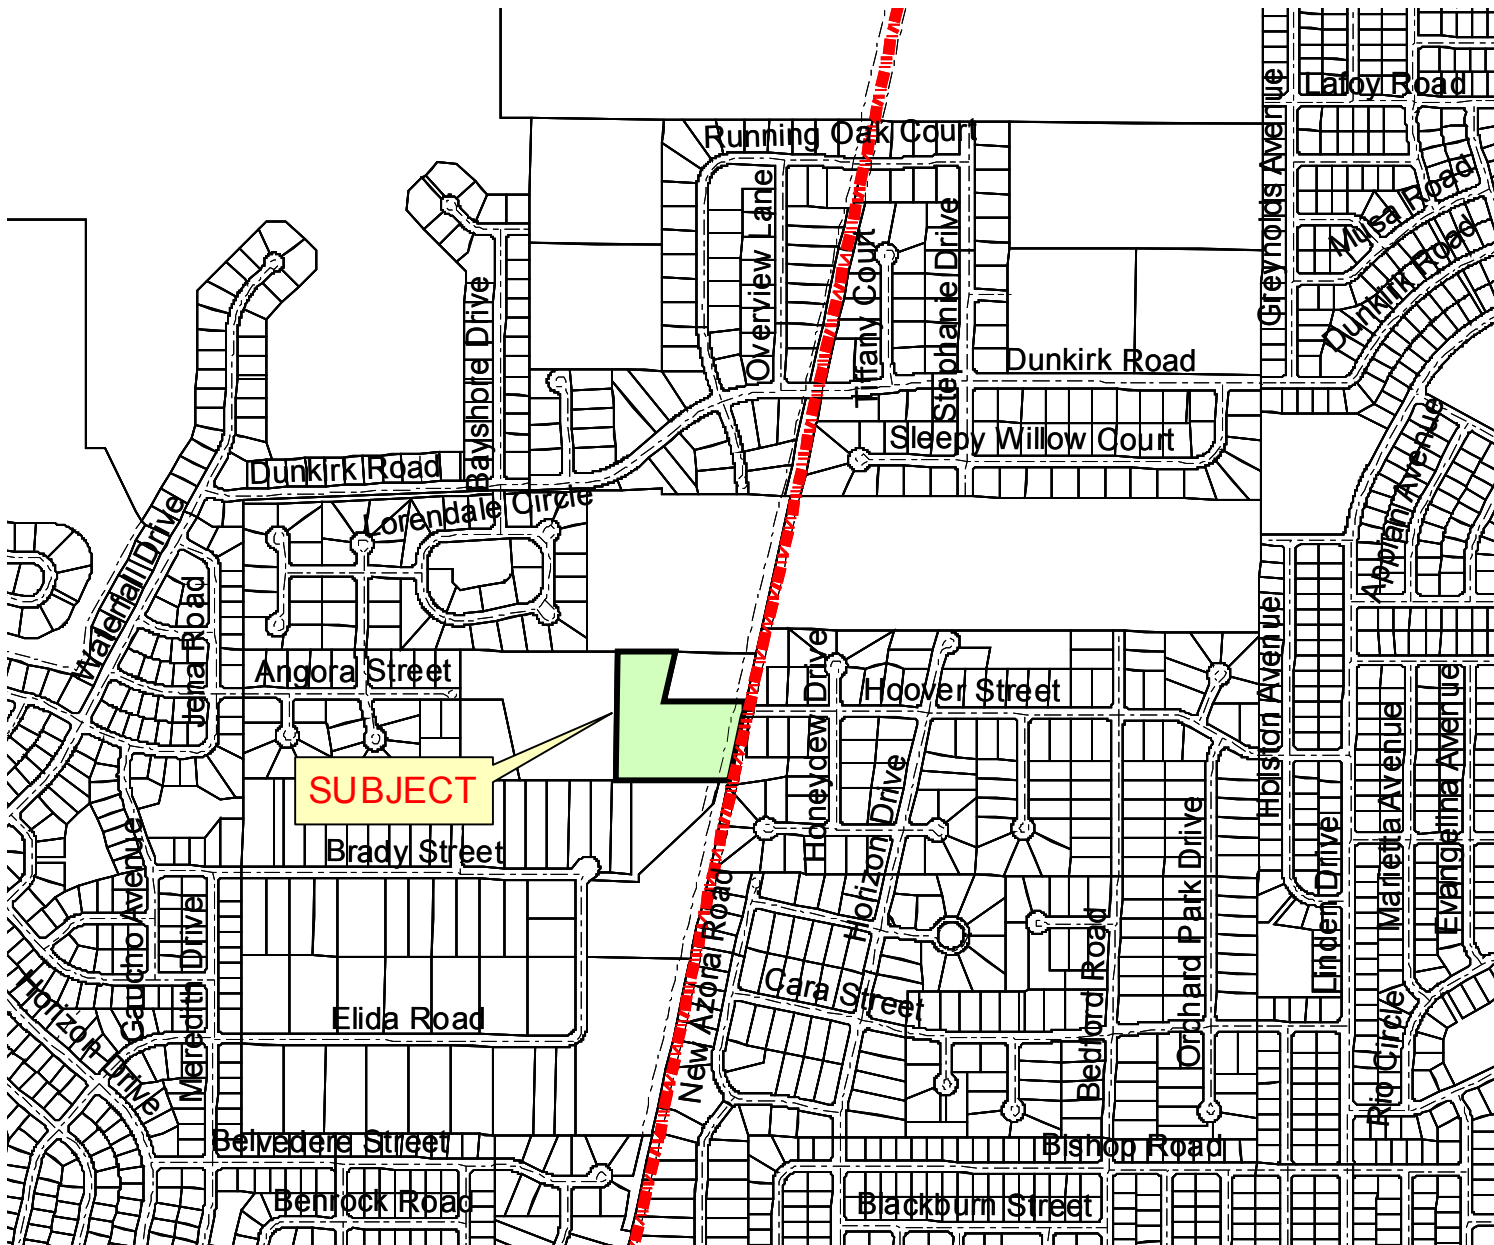 Lafoy Road
Running Oak Court
Greynolds Avenue
Mulsa Road
Dunkirk Road
Overview Lane
Tiffany Court
Stephanie Drive
Bayshore Drive
Dunkirk Road
Sleepy Willow Court
Dunkirk Road
Appian Avenue
Lorendale Circle
Waterfall Drive
Jena Road
Angora Street
Honeydew Drive
Hoover Street
Holston Avenue
Marietta Avenue
Evangelina Avenue
SUBJECT
Horizon Drive
Orchard Park Drive
Linden Drive
Brady Street
Gaucho Avenue
Meredith Drive
New Azora Road
Bedford Road
Cara Street
Horizon Drive
Elida Road
Rio Circle
Belvedere Street
Bishop Road
Benrock Road
Blackburn Street